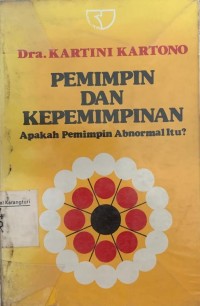 Dra. KARTINI KARTONO
PEMIMPIN
DAN
KEPEMIMPINAN
Apakah Pemimpin Abnormal Itu?